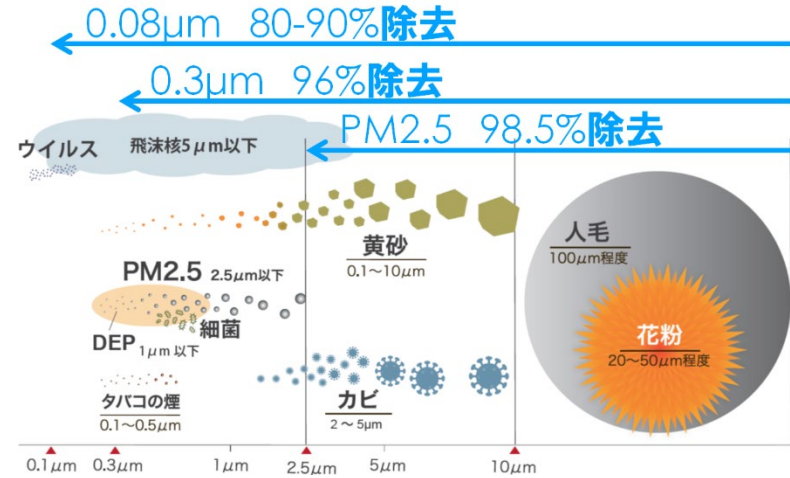 0.08μm 80-90%除去
0.3μm 96%除去
PM2.5 98.5%除去
ウイルス
飛沫核5μm以下
黄砂
0.1〜10μm
人毛
100μm程度
PM2.5 2.5μm以下
細菌
DEP 1μm以下
花粉
20〜50μm程度
タバコの煙
0.1〜0.5μm
カビ
2〜5μm
0.1μm 0.3μm 1μm 2.5μm 5μm 10μm